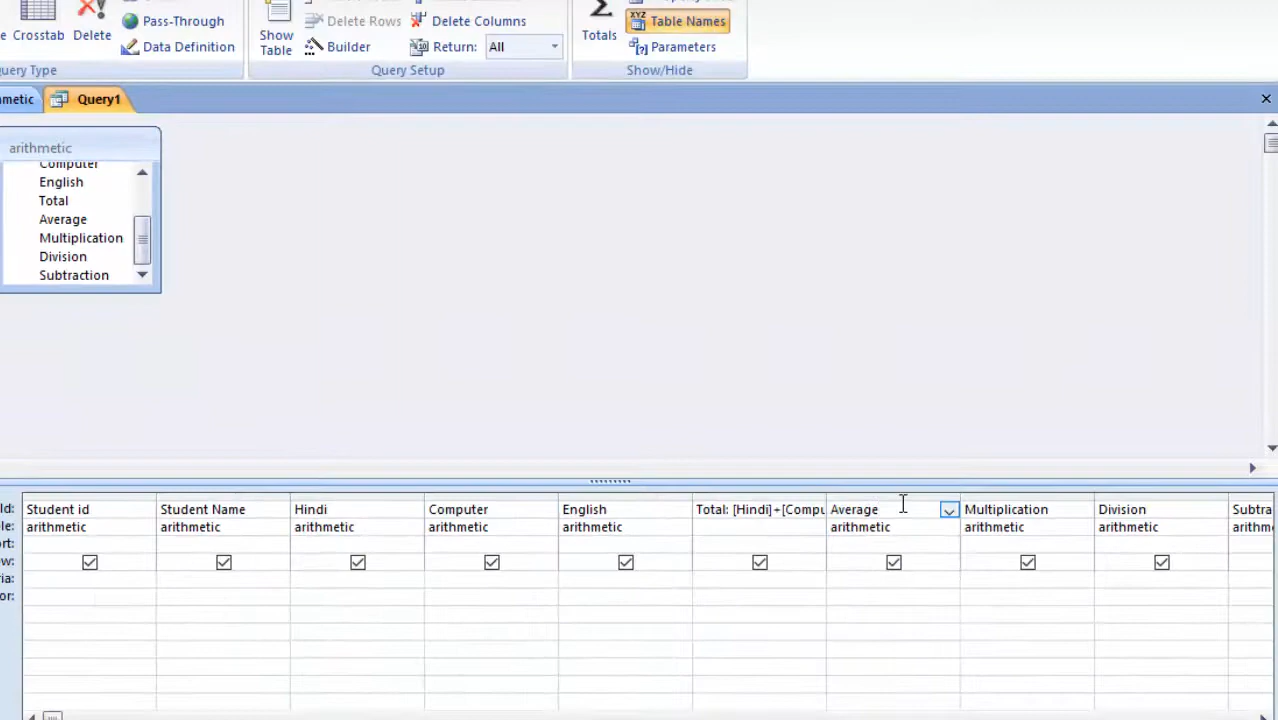 Pass-Through
Delete Rows
Delete Columns
Table Names
Crosstab
Delete
Show
Table
Totals
Data Definition
Builder
Return: All
Parameters
Query Setup
Show/Hide
Query1
arithmetic
Computer
English
Total
Average
Multiplication
Division
Subtraction
Student id
Student Name
Hindi
Computer
English
Total: [Hindi]+[Compu
Average
Multiplication
Division
Subtra
arithmetic
arithmetic
arithmetic
arithmetic
arithmetic
arithmetic
arithmetic
arithmetic
arithm